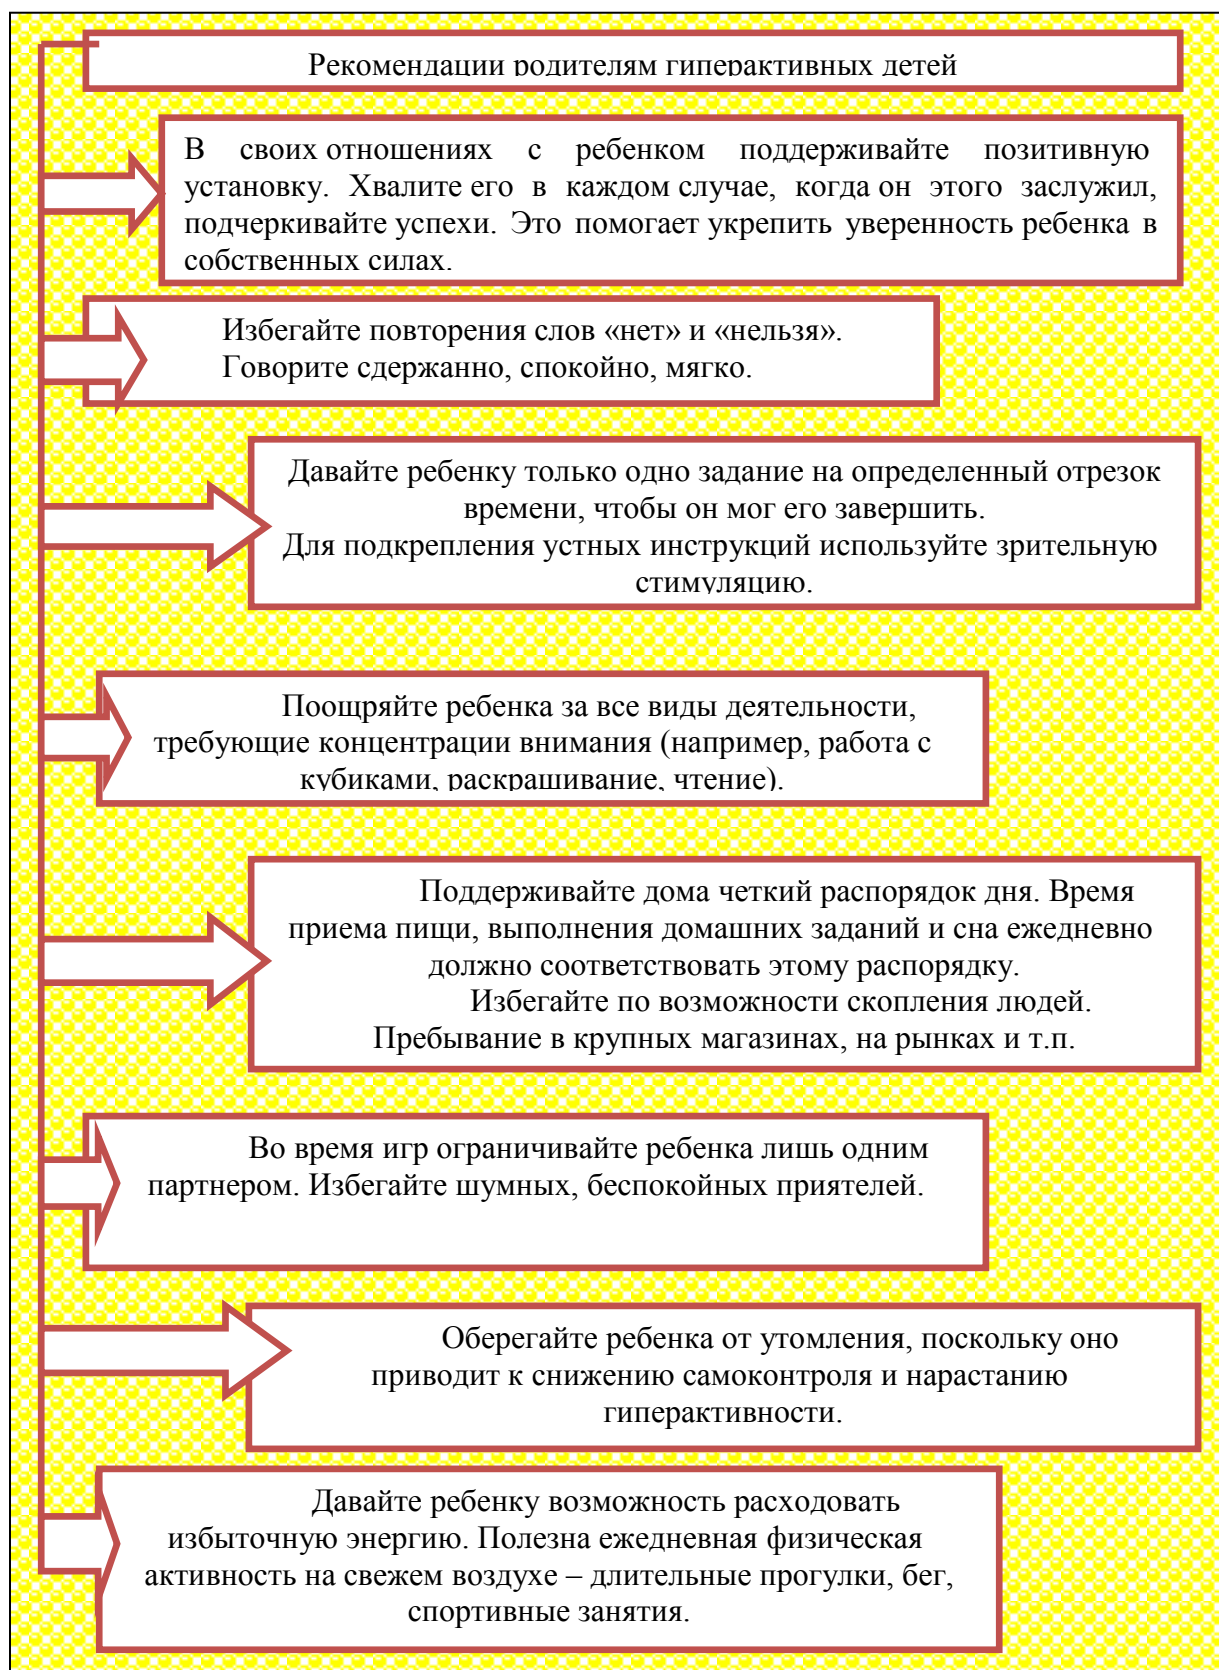 Рекомендации родителям гиперактивных детей
В своих отношениях с ребенком поддерживайте позитивную
установку. Хвалите его в каждом случае, когда он этого заслужил,
подчеркивайте успехи. Это помогает укрепить уверенность ребенка в
собственных силах.
Избегайте повторения слов «нет» и «нельзя».
Говорите сдержанно, спокойно, мягко.
Давайте ребенку только одно задание на определенный отрезок
времени, чтобы он мог его завершить.
Для подкрепления устных инструкций используйте зрительную
стимуляцию.
Поощряйте ребенка за все виды деятельности,
требующие концентрации внимания (например, работа с
кубиками, раскрашивание, чтение).
Поддерживайте дома четкий распорядок дня. Время
приема пищи, выполнения домашних заданий и сна ежедневно
должно соответствовать этому распорядку.
Избегайте по возможности скопления людей.
Пребывание в крупных магазинах, на рынках и т.п.
Во время игр ограничивайте ребенка лишь одним
партнером. Избегайте шумных, беспокойных приятелей.
Оберегайте ребенка от утомления, поскольку оно
приводит к снижению самоконтроля и нарастанию
гиперактивности.
Давайте ребенку возможность расходовать
избыточную энергию. Полезна ежедневная физическая
активность на свежем воздухе – длительные прогулки, бег,
спортивные занятия.